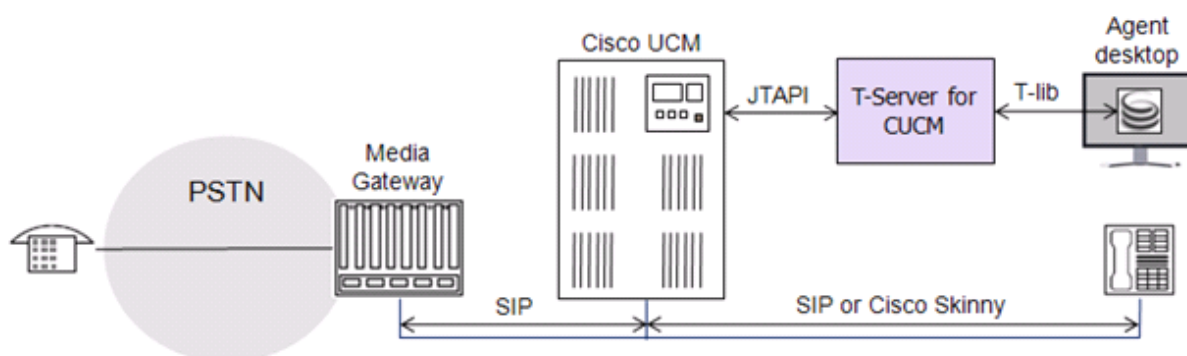 Cisco UCM
Agent
desktop
JTAPI
T-Server for
CUCM
T-lib
Media
Gateway
PSTN
SIP
SIP or Cisco Skinny